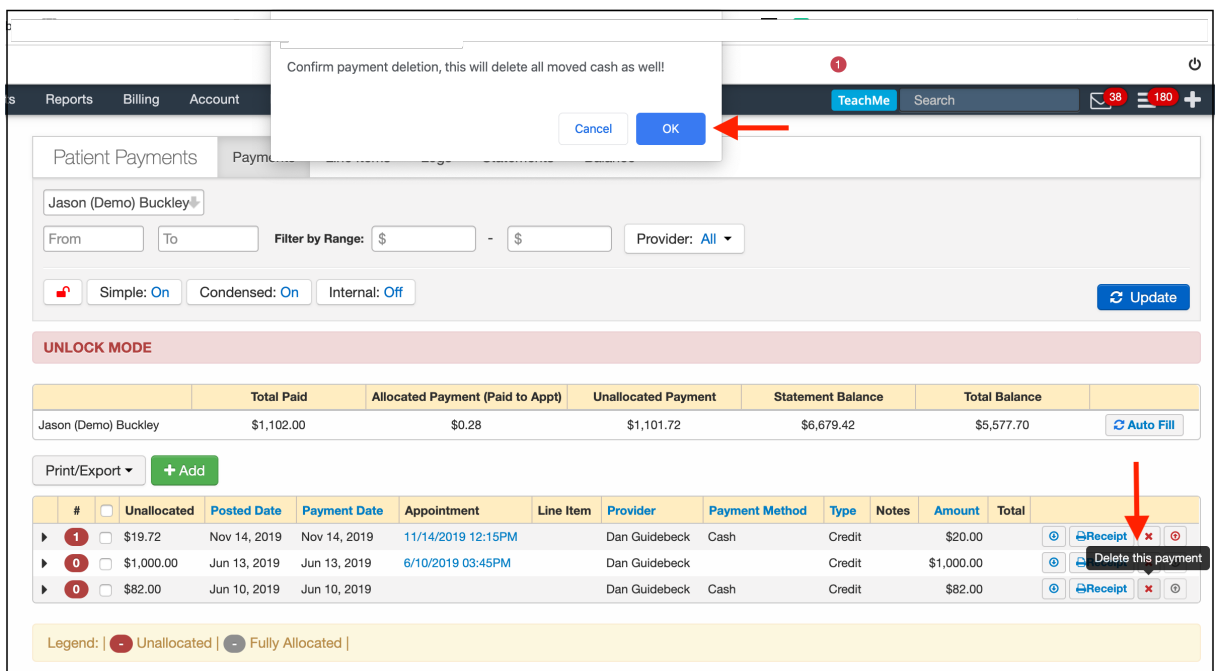 Confirm payment deletion, this will delete all moved cash as well!
1
Cancel OK
s Reports Billing Account TeachMe Search 38 180
Patient Payments Payments Line Items Logs Statements Balance
Jason (Demo) Buckley
From To Filter by Range: $ - $ Provider: All
Simple: On Condensed: On Internal: Off Update
UNLOCK MODE
Total Paid Allocated Payment (Paid to Appt) Unallocated Payment Statement Balance Total Balance
Jason (Demo) Buckley $1,102.00 $0.28 $1,101.72 $6,679.42 $5,577.70 Auto Fill
Print/Export + Add
# Unallocated Posted Date Payment Date Appointment Line Item Provider Payment Method Type Notes Amount Total
1 $19.72 Nov 14, 2019 Nov 14, 2019 11/14/2019 12:15PM Dan Guidebeck Cash Credit $20.00 Receipt
0 $1,000.00 Jun 13, 2019 Jun 13, 2019 6/10/2019 03:45PM Dan Guidebeck Credit $1,000.00
Delete this payment
0 $82.00 Jun 10, 2019 Jun 10, 2019 Dan Guidebeck Cash Credit $82.00 Receipt
Legend: | - Unallocated | - Fully Allocated |